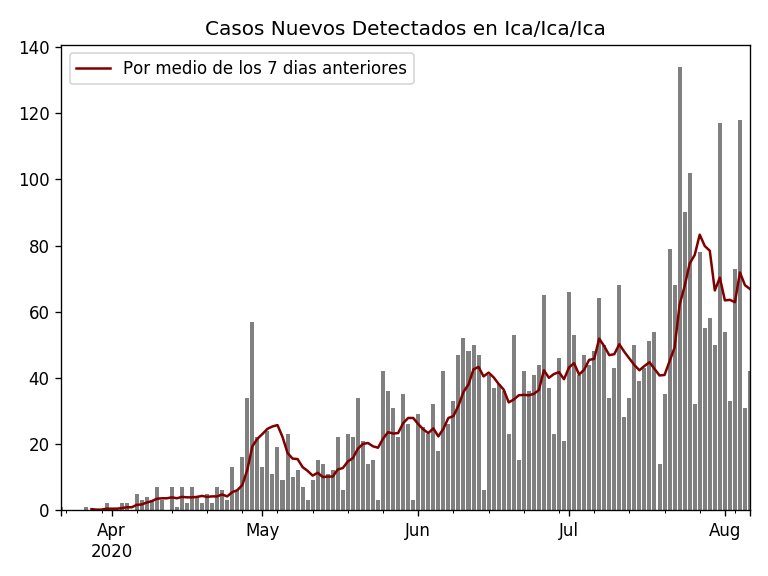 Casos Nuevos Detectados en Ica/Ica/Ica
Por medio de los 7 dias anteriores
140
120
100
80
60
40
20
0
Apr
2020
May
Jun
Jul
Aug